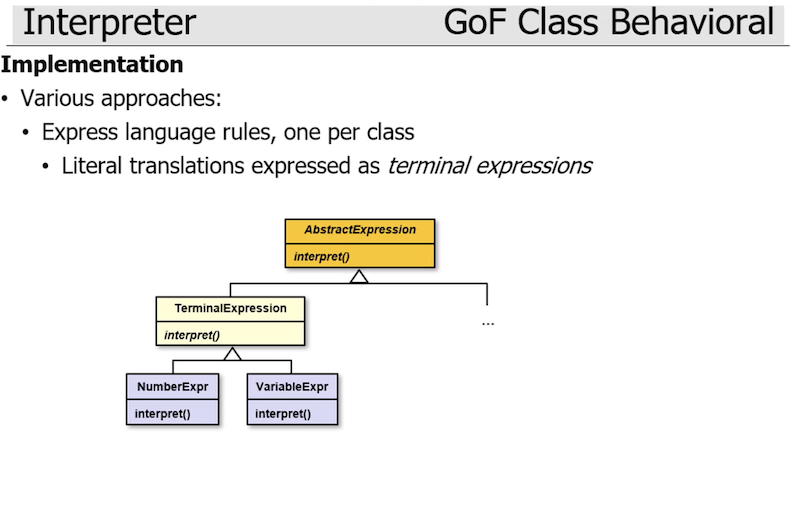 Interpreter GoF Class Behavioral
Implementation
• Various approaches:
• Express language rules, one per class
• Literal translations expressed as terminal expressions
AbstractExpression
interpret()
TerminalExpression
interpret()
...
NumberExpr
interpret()
VariableExpr
interpret()